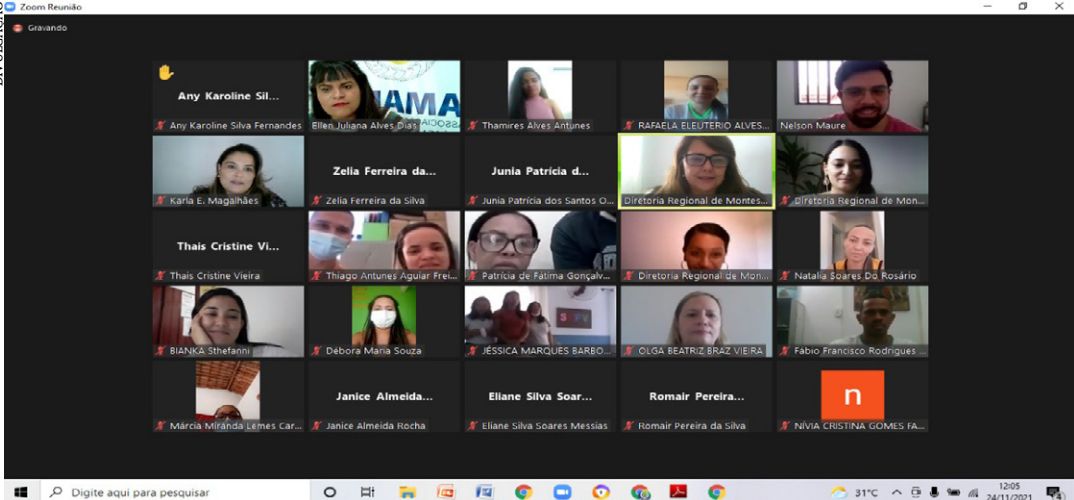 DIVULGAÇÃO
Zoom Reunião
Gravando
Any Karoline Sil...
Any Karoline Silva Fernandes
Ellen Juliana Alves Dias
AMA
ASSOC
Thamires Alves Antunes
RAFAELA ELEUTERIO ALVES...
Nelson Maure
Karla E. Magalhães
Zelia Ferreira da...
Zelia Ferreira da Silva
Junia Patrícia d...
Junia Patrícia dos Santos O...
Diretoria Regional de Montes...
Diretoria Regional de Mon...
Thais Cristine Vi...
Thais Cristine Vieira
Thiago Antunes Aguiar Frei...
Patrícia de Fátima Gonçalv...
Diretoria Regional de Mon...
Natalia Soares Do Rosário
BIANKA Sthefanni
Débora Maria Souza
JÉSSICA MARQUES BARBO...
OLGA BEATRIZ BRAZ VIEIRA
Fábio Francisco Rodrigues ...
Márcia Miranda Lemes Car...
Janice Almeida...
Janice Almeida Rocha
Eliane Silva Soar...
Eliane Silva Soares Messias
Romair Pereira...
Romair Pereira da Silva
n
NÍVIA CRISTINA GOMES FA...
Digite aqui para pesquisar
31°C
12:05
24/11/2021